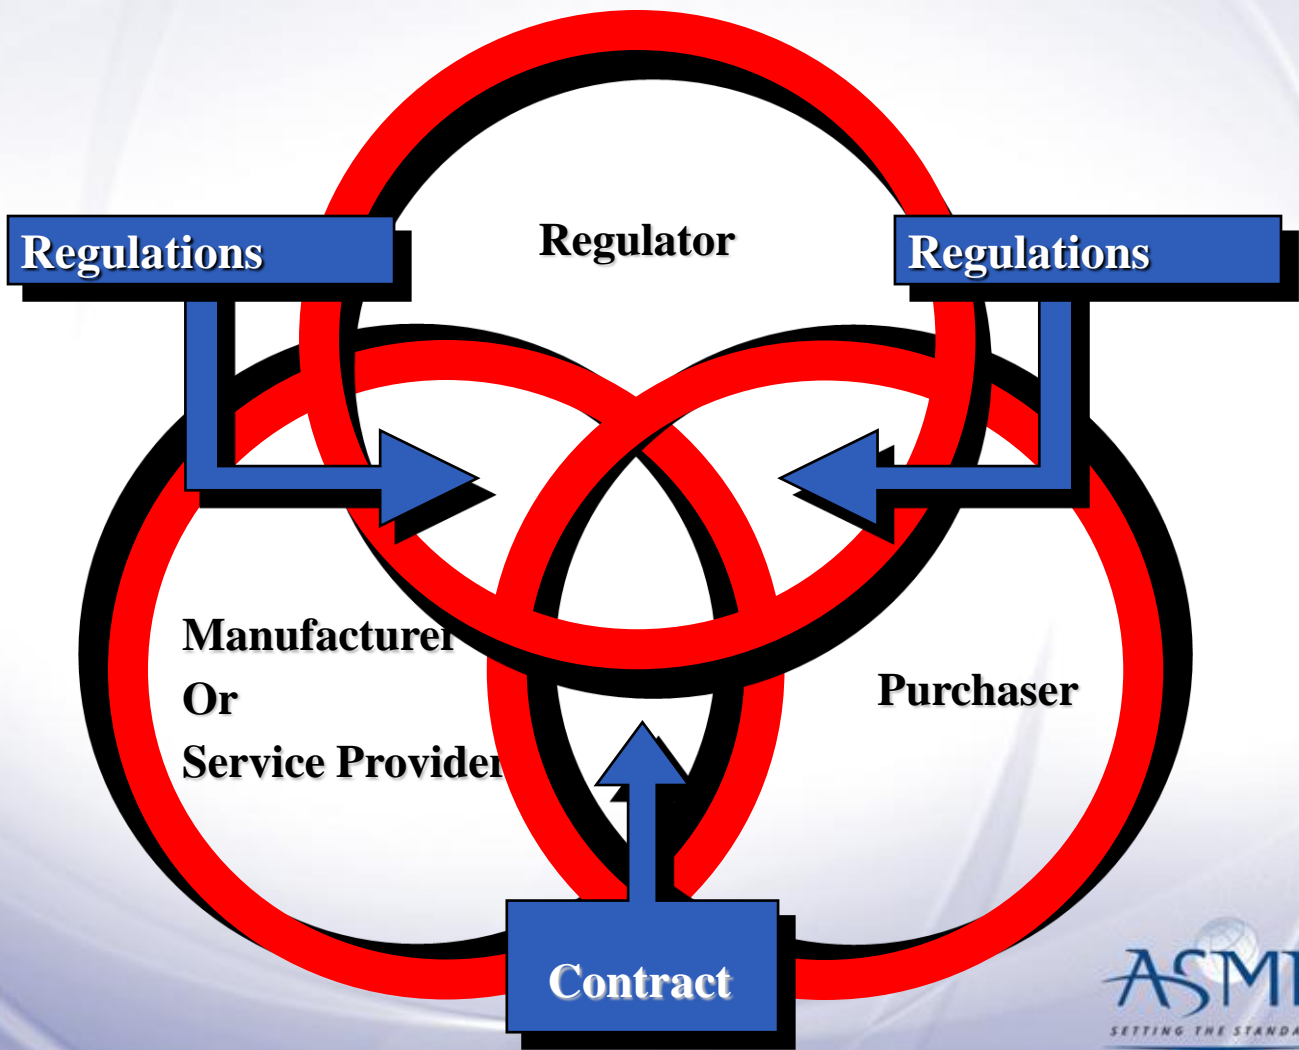 Regulator
Regulations
Regulations
Manufacturer
Or
Service Provider
Purchaser
Contract
ASME
SETTING THE STANDA